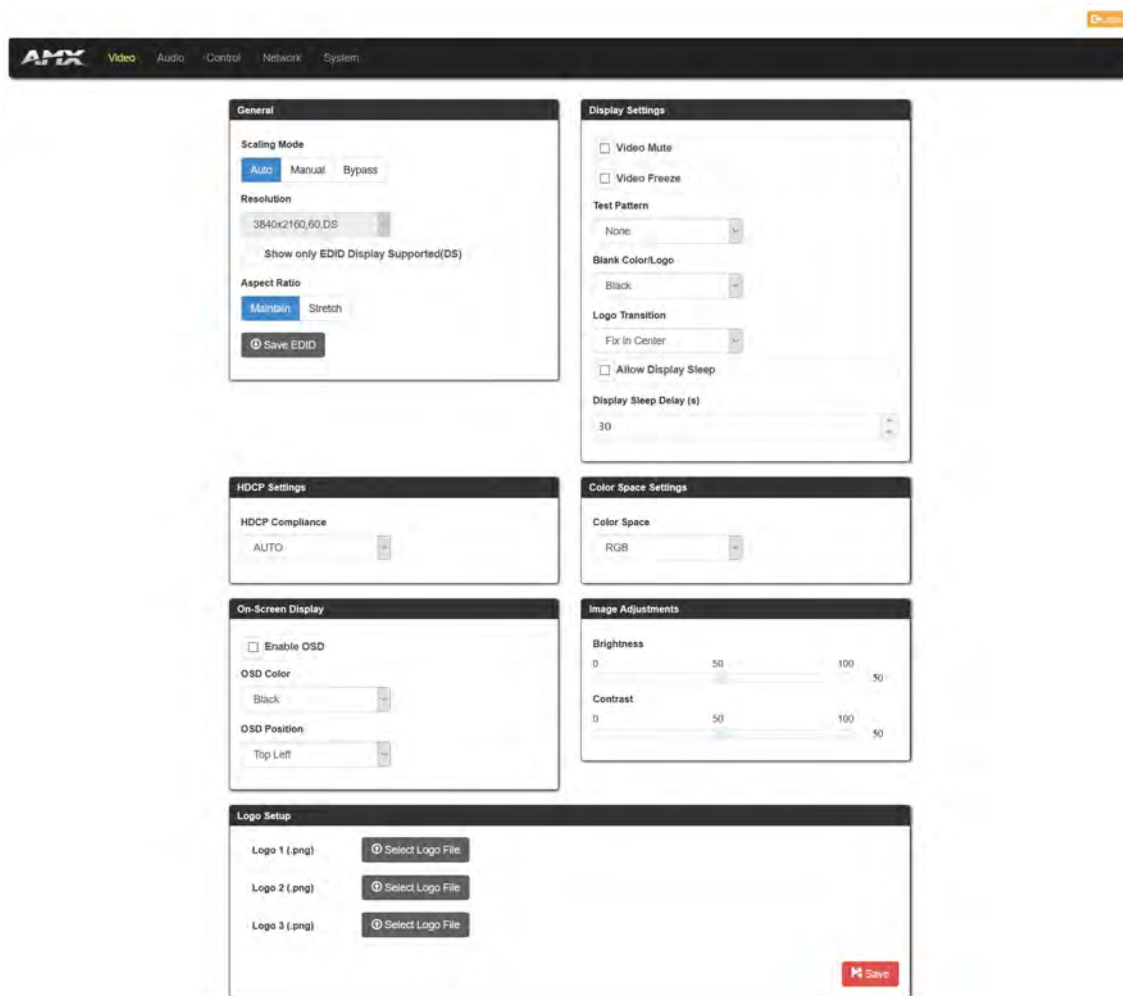 AMX Video Audio Control Network System
General
Scaling Mode
Auto Manual Bypass
Resolution
3840x2160,60,DS
Show only EDID Display Supported(DS)
Aspect Ratio
Maintain Stretch
Save EDID
Display Settings
Video Mute
Video Freeze
Test Pattern
None
Blank Color/Logo
Black
Logo Transition
Fix In Center
Allow Display Sleep
Display Sleep Delay (s)
30
HDCP Settings
HDCP Compliance
AUTO
Color Space Settings
Color Space
RGB
On-Screen Display
Enable OSD
OSD Color
Black
OSD Position
Top Left
Image Adjustments
Brightness
0 50 100
50
Contrast
0 50 100
50
Logo Setup
Logo 1 (.png) Select Logo File
Logo 2 (.png) Select Logo File
Logo 3 (.png) Select Logo File
Save